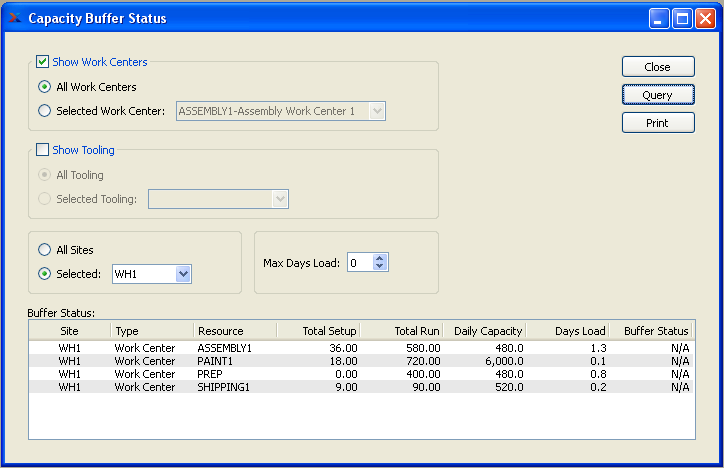 Capacity Buffer Status
Show Work Centers
All Work Centers
Selected Work Center: ASSEMBLY1-Assembly Work Center 1
Close
Query
Print
Show Tooling
All Tooling
Selected Tooling:
All Sites
Selected: WH1
Max Days Load: 0
Buffer Status:
Site Type Resource Total Setup Total Run Daily Capacity Days Load Buffer Status
WH1 Work Center ASSEMBLY1 36.00 580.00 480.0 1.3 N/A
WH1 Work Center PAINT1 18.00 720.00 6,000.0 0.1 N/A
WH1 Work Center PREP 0.00 400.00 480.0 0.8 N/A
WH1 Work Center SHIPPING1 9.00 90.00 520.0 0.2 N/A